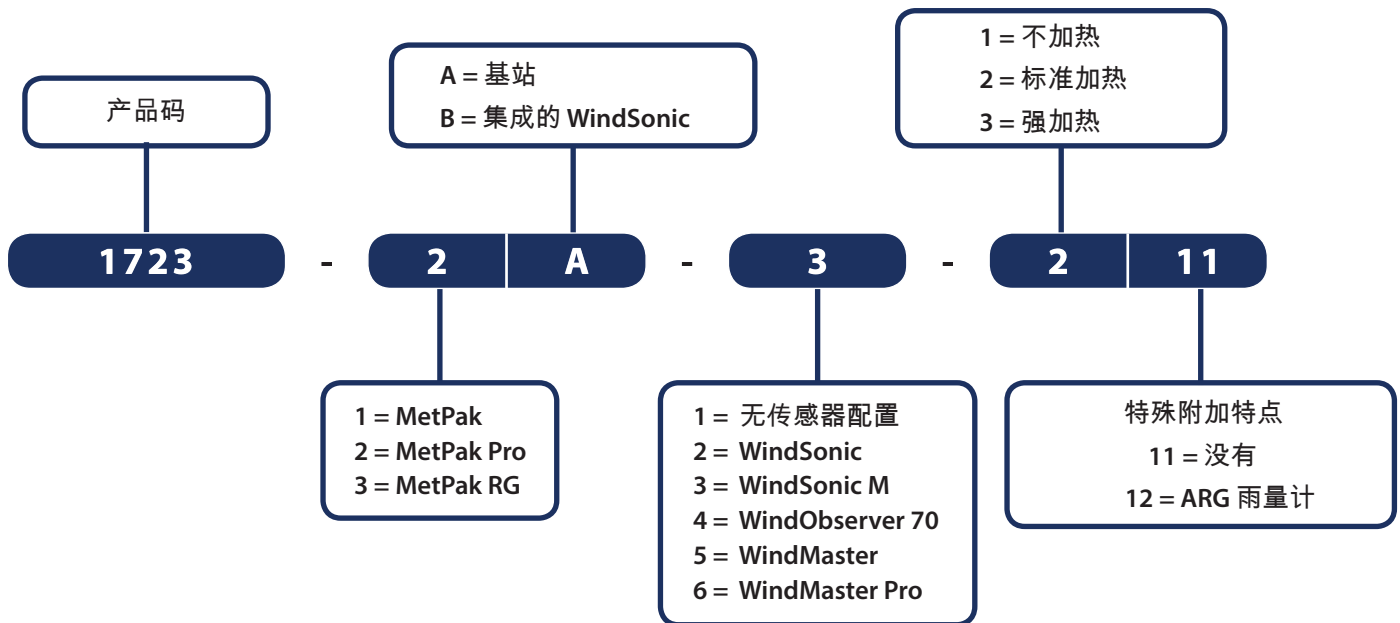 产品码
A = 基站
B = 集成的 WindSonic
1 = 不加热
2 = 标准加热
3 = 强加热
1723 - 2 A - 3 - 2 11
1 = MetPak
2 = MetPak Pro
3 = MetPak RG
1 = 无传感器配置
2 = WindSonic
3 = WindSonic M
4 = WindObserver 70
5 = WindMaster
6 = WindMaster Pro
特殊附加特点
11 = 没有
12 = ARG 雨量计